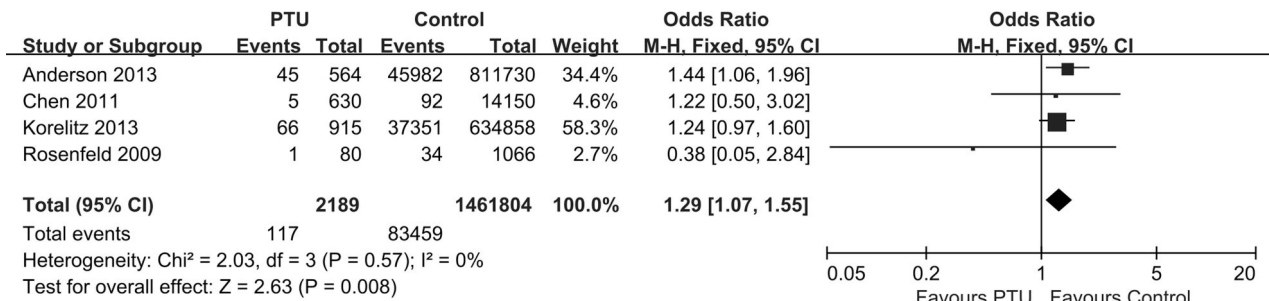 PTU Control Odds Ratio Odds Ratio
Study or Subgroup Events Total Events Total Weight M-H, Fixed, 95% CI M-H, Fixed, 95% CI
Anderson 2013 45 564 45982 811730 34.4% 1.44 [1.06, 1.96]
Chen 2011 5 630 92 14150 4.6% 1.22 [0.50, 3.02]
Korelitz 2013 66 915 37351 634858 58.3% 1.24 [0.97, 1.60]
Rosenfeld 2009 1 80 34 1066 2.7% 0.38 [0.05, 2.84]
Total (95% CI) 2189 1461804 100.0% 1.29 [1.07, 1.55]
Total events 117 83459
Heterogeneity: Chi² = 2.03, df = 3 (P = 0.57); I² = 0%
Test for overall effect: Z = 2.63 (P = 0.008)
0.05 0.2 1 5 20
Favours PTU Favours Control